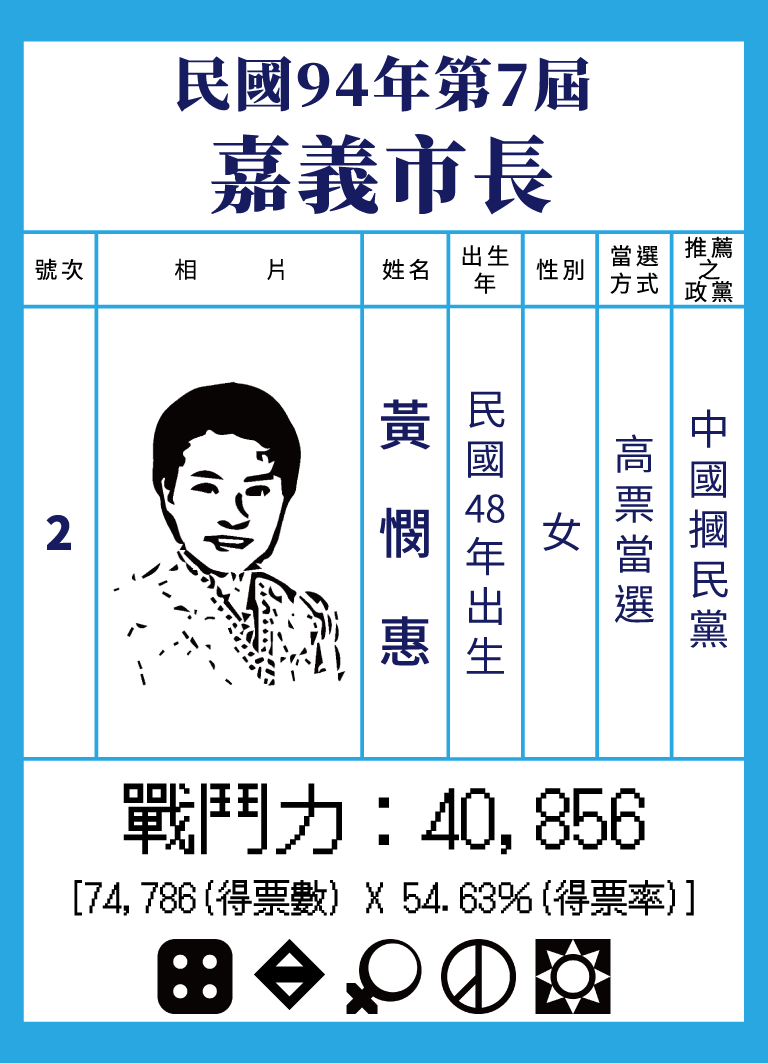 民國94年第7屆
嘉義市長
號次
相片
姓名
出生年
性別
當選方式
推薦之政黨
2
黃憫惠
民國48年出生
女
高票當選
中國摑民黨
戰鬥力：40,856
[74,786(得票數) X 54.63%(得票率)]